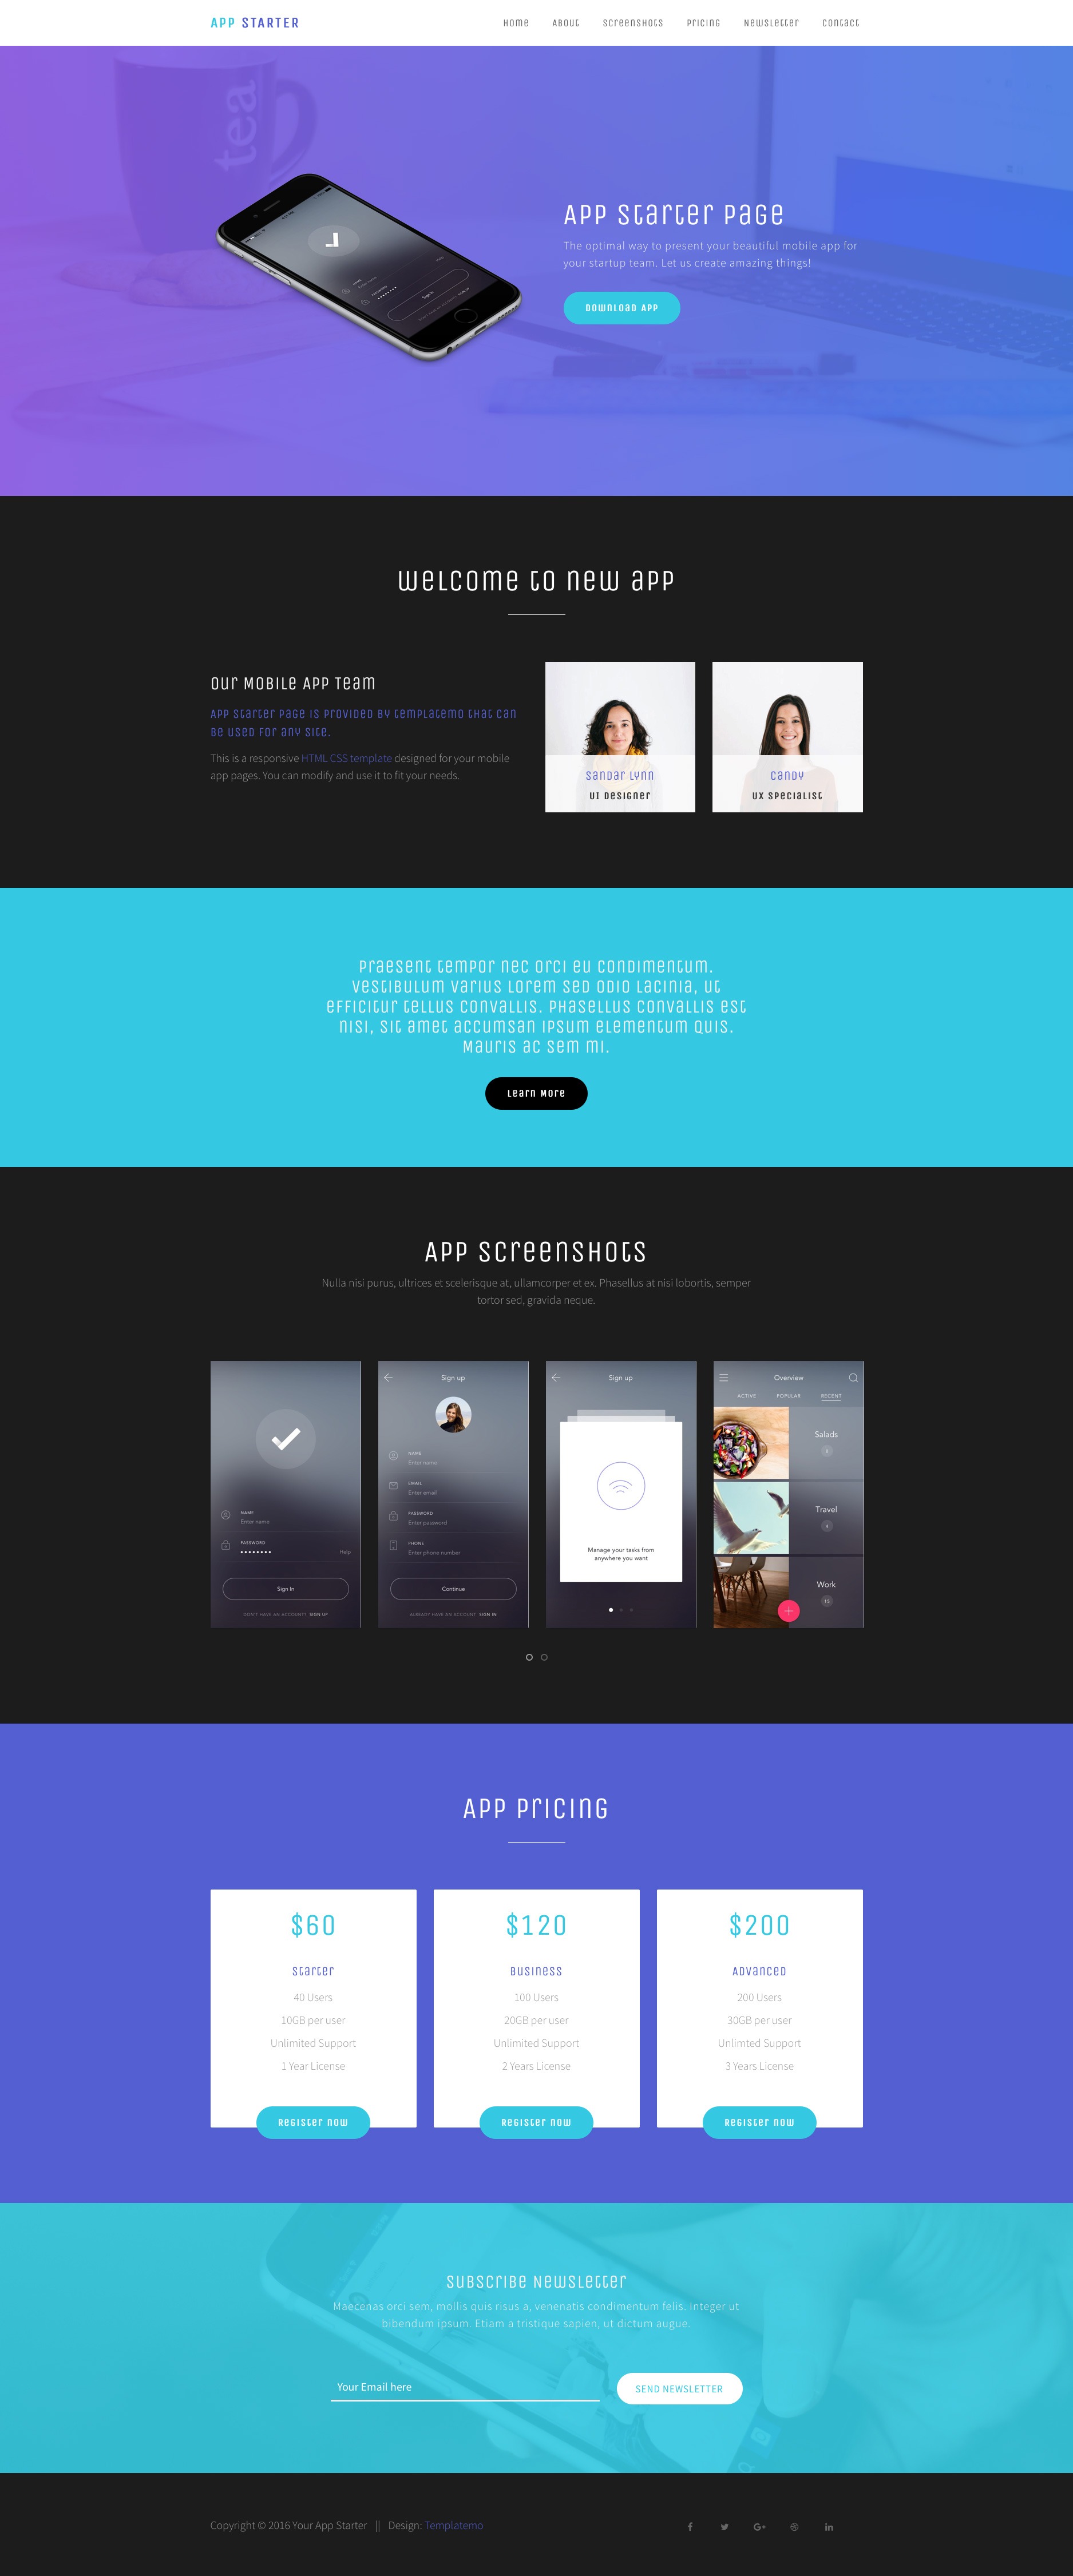 APP STARTER
Home About Screenshots Pricing Newsletter Contact
tea
App Starter Page
The optimal way to present your beautiful mobile app for
your startup team. Let us create amazing things!
Download App
Welcome to New App
Our Mobile App Team
App Starter Page is provided by templatemo that can
be used for any site.
This is a responsive HTML CSS template designed for your mobile
app pages. You can modify and use it to fit your needs.
Sandar Lynn
UI Designer
Candy
UX Specialist
Praesent tempor nec orci eu condimentum.
Vestibulum varius lorem sed odio lacinia, ut
efficitur tellus convallis. Phasellus convallis est
nisi, sit amet accumsan ipsum elementum quis.
Mauris ac sem mi.
Learn More
App Screenshots
Nulla nisi purus, ultrices et scelerisque at, ullamcorper et ex. Phasellus at nisi lobortis, semper
tortor sed, gravida neque.
NAME
Enter name
PASSWORD
Help
Sign In
DON'T HAVE AN ACCOUNT? SIGN UP
Sign up
NAME
Enter name
EMAIL
Enter email
PASSWORD
Enter password
PHONE
Enter phone number
Continue
ALREADY HAVE AN ACCOUNT SIGN IN
Sign up
Manage your tasks from
anywhere you want
Overview
ACTIVE POPULAR RECENT
Salads
Travel
Work
15
App Pricing
$60
Starter
40 Users
10GB per user
Unlimited Support
1 Year License
Register Now
$120
Business
100 Users
20GB per user
Unlimited Support
2 Years License
Register Now
$200
Advanced
200 Users
30GB per user
Unlimted Support
3 Years License
Register Now
Subscribe Newsletter
Maecenas orci sem, mollis quis risus a, venenatis condimentum felis. Integer ut
bibendum ipsum. Etiam a tristique sapien, ut dictum augue.
Your Email here
SEND NEWSLETTER
Copyright © 2016 Your App Starter || Design: Templatemo